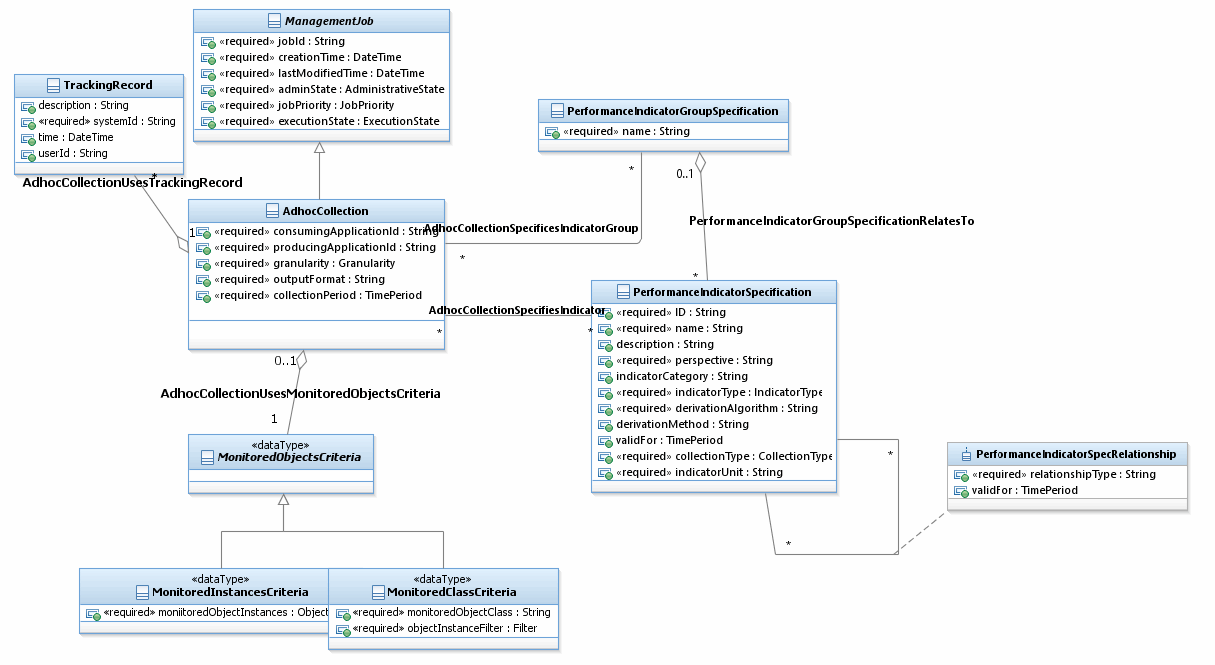 ManagementJob
«required» jobId : String
«required» creationTime : DateTime
«required» lastModifiedTime : DateTime
«required» adminState : AdministrativeState
«required» jobPriority : JobPriority
«required» executionState : ExecutionState
TrackingRecord
description : String
«required» systemId : String
time : DateTime
userId : String
*
AdhocCollectionUsesTrackingRecord
1
PerformanceIndicatorGroupSpecification
«required» name : String
*
0..1
AdhocCollection
«required» consumingApplicationId : String
«required» producingApplicationId : String
«required» granularity : Granularity
«required» outputFormat : String
«required» collectionPeriod : TimePeriod
AdhocCollectionSpecificesIndicatorGroup
*
PerformanceIndicatorGroupSpecificationRelatesTo
*
AdhocCollectionSpecifiesIndicator
*
*
PerformanceIndicatorSpecification
«required» ID : String
«required» name : String
description : String
«required» perspective : String
indicatorCategory : String
«required» indicatorType : IndicatorType
«required» derivationAlgorithm : String
derivationMethod : String
validFor : TimePeriod
«required» collectionType : CollectionType
«required» indicatorUnit : String
*
*
PerformanceIndicatorSpecRelationship
«required» relationshipType : String
validFor : TimePeriod
0..1
AdhocCollectionUsesMonitoredObjectsCriteria
1
«dataType»
MonitoredObjectsCriteria
«dataType»
MonitoredInstancesCriteria
«required» moniitoredObjectInstances : Object
«dataType»
MonitoredClassCriteria
«required» monitoredObjectClass : String
«required» objectInstanceFilter : Filter